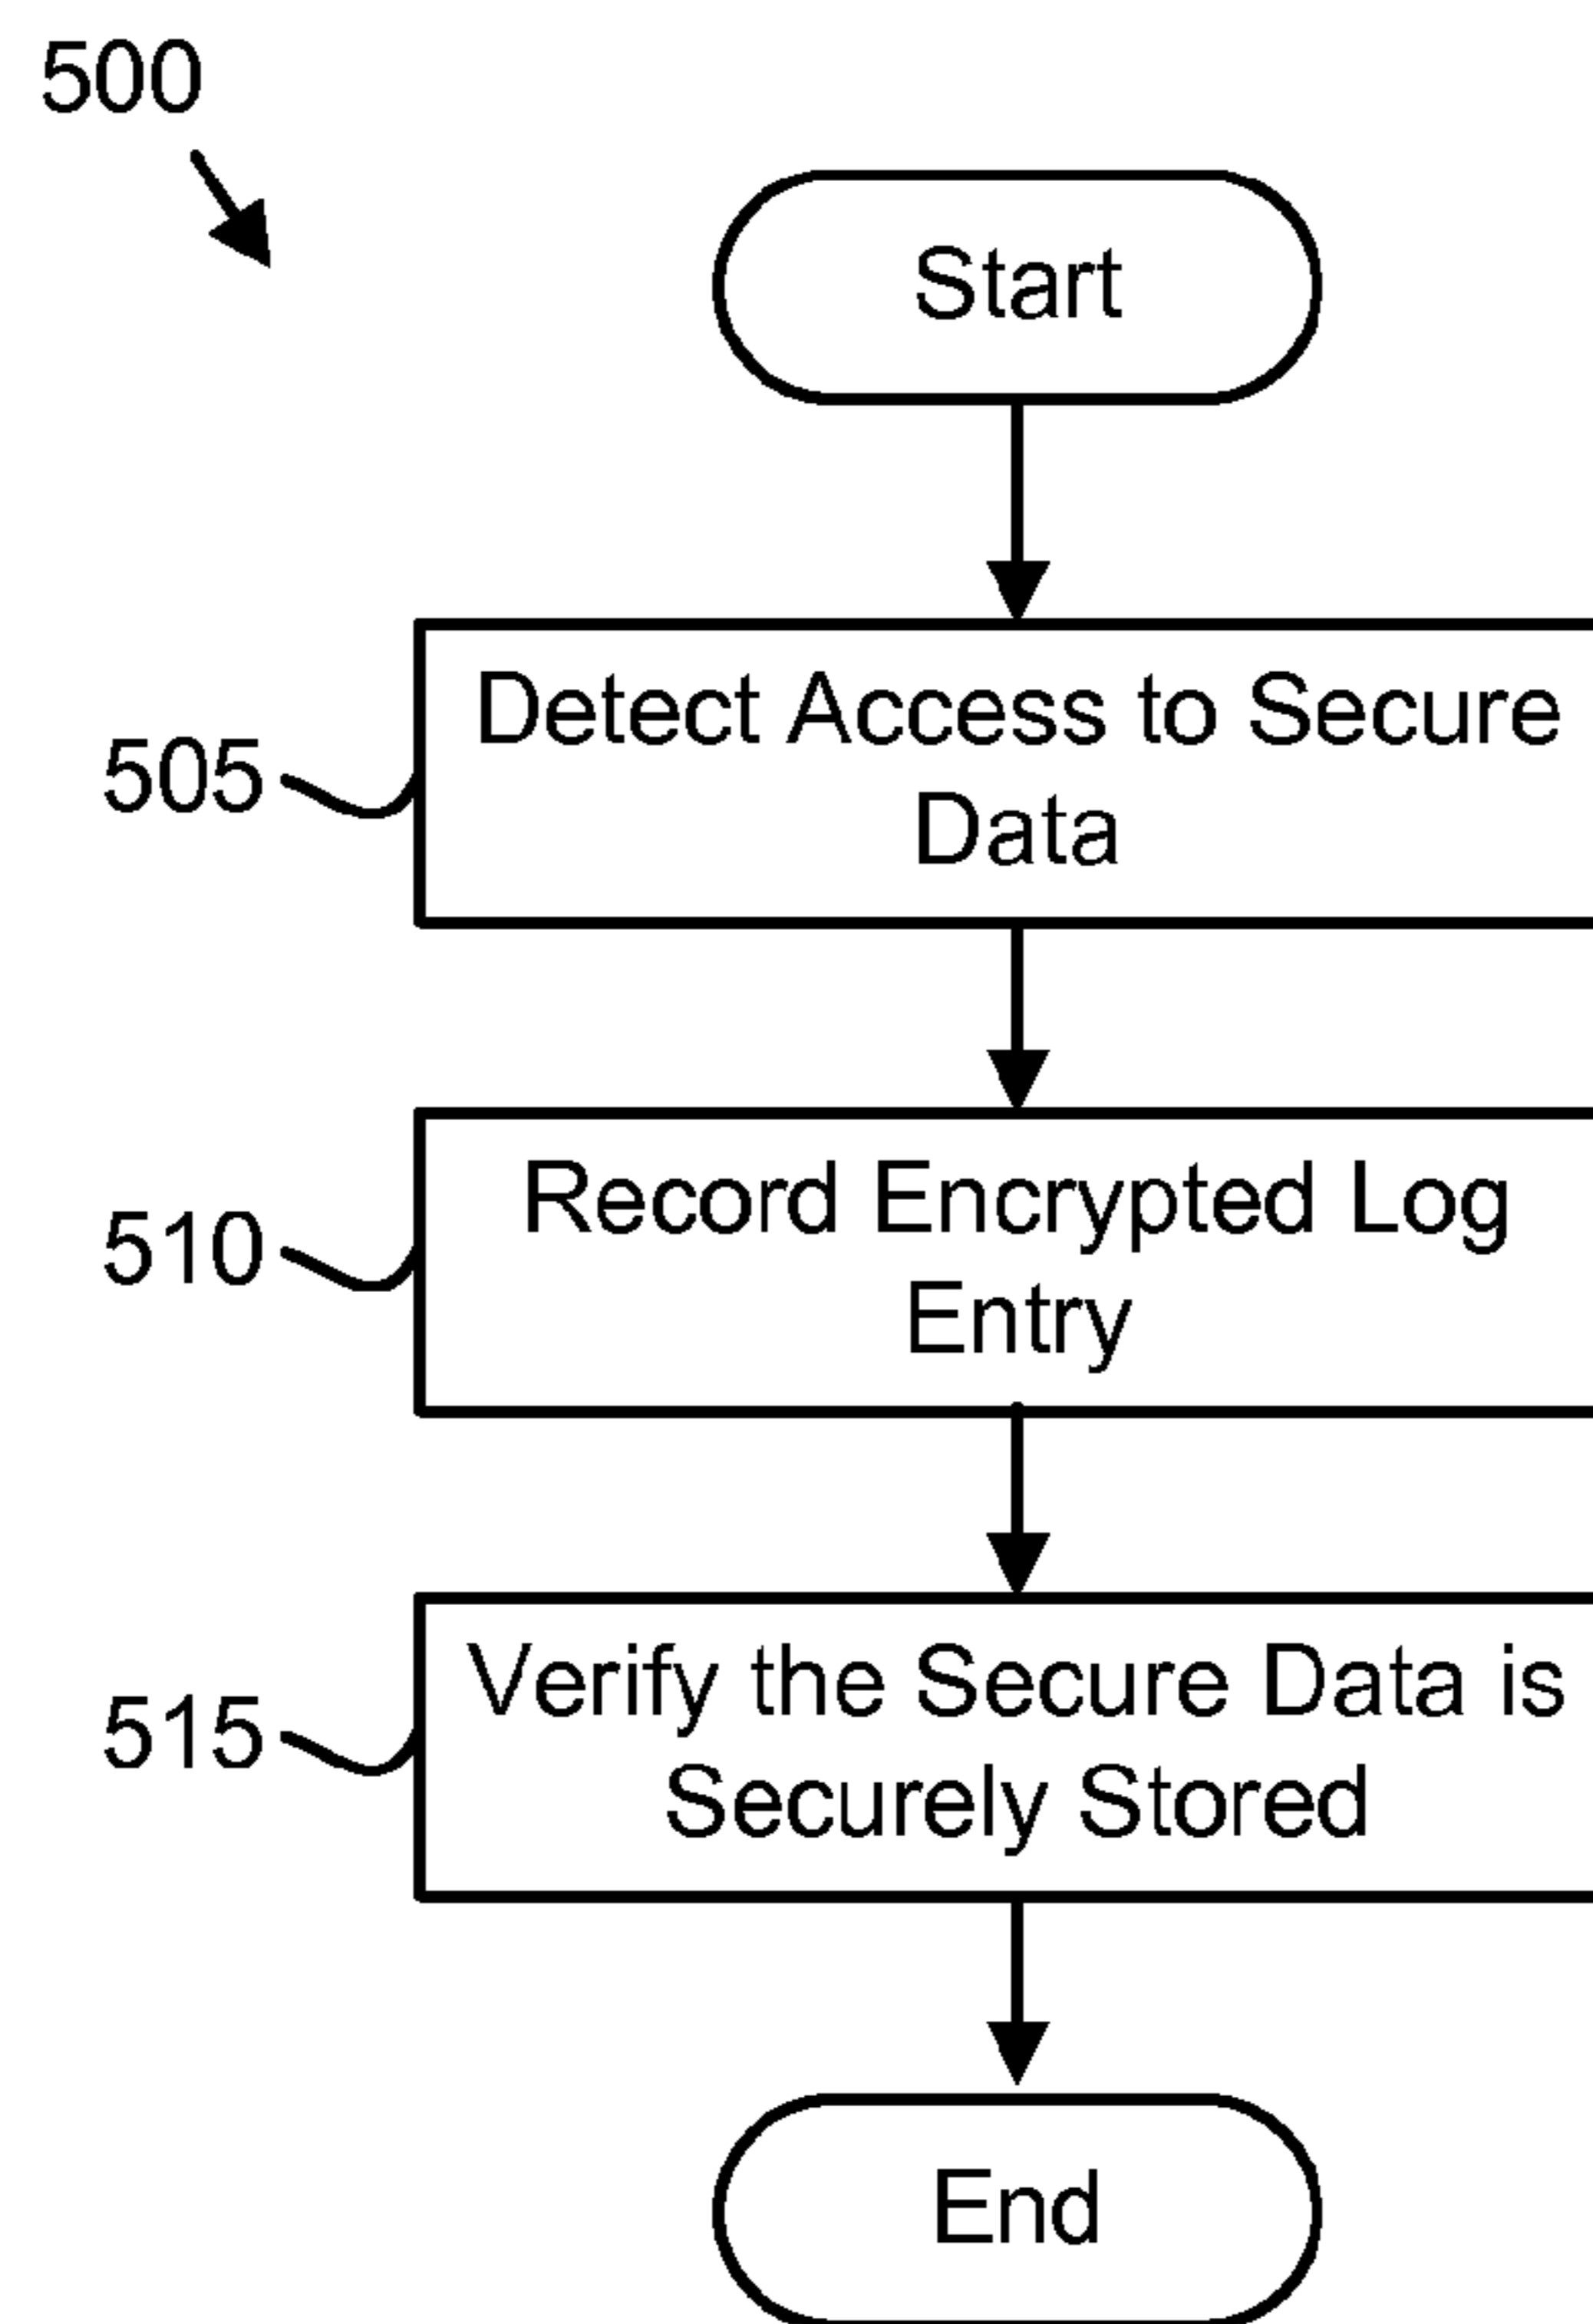 500
Start
505
Detect Access to Secure
Data
510
Record Encrypted Log
Entry
515
Verify the Secure Data is
Securely Stored
End